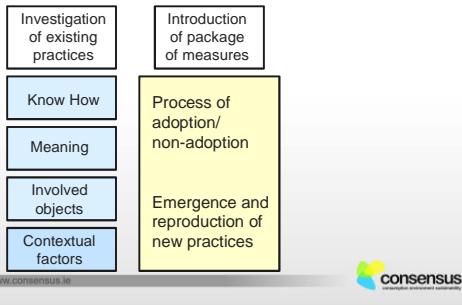 Investigation
of existing
practices
Know How
Meaning
Involved
objects
Contextual
factors
Introduction
of package
of measures
Process of
adoption/
non-adoption
Emergence and
reproduction of
new practices
ww.consensus.ie
consensus
consumption environment sustainability